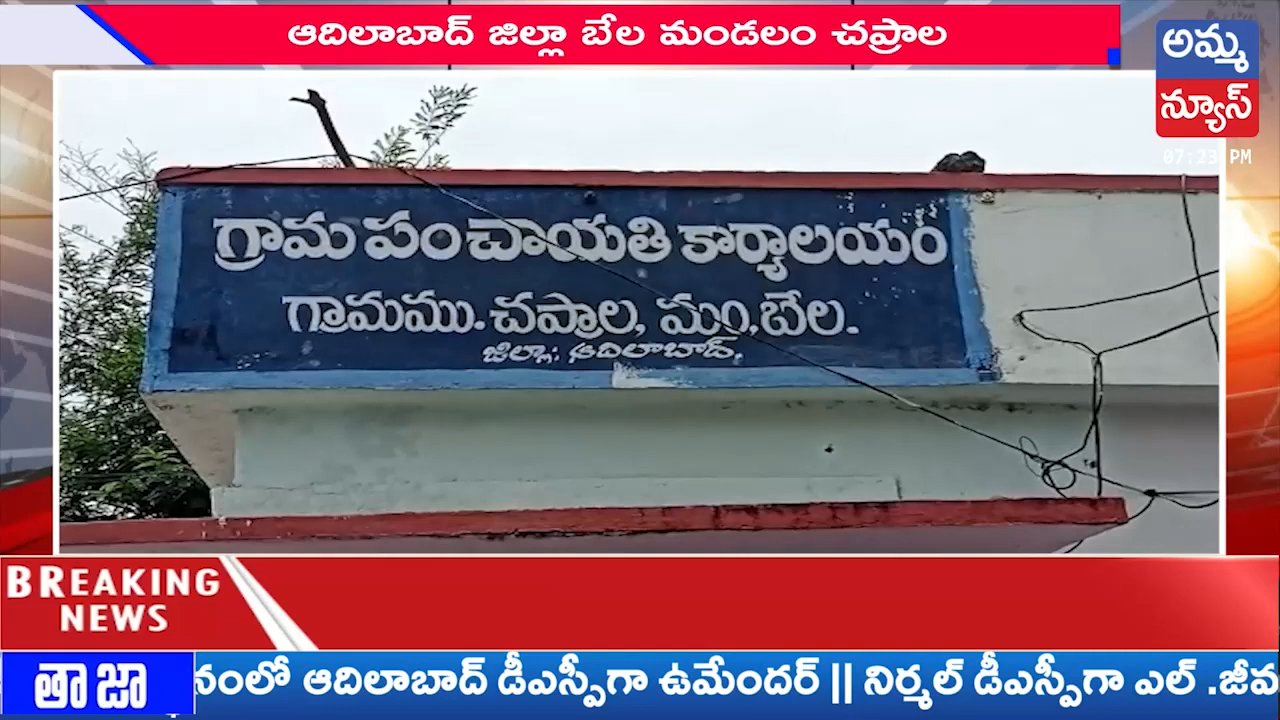 ఆదిలాబాద్ జిల్లా బేల మండలం చప్రాల
అమ్మ
న్యూస్
07:23 PM
గ్రామ పంచాయతి కార్యాలయం
గ్రామము. చప్రాల, మం. బేల.
జిల్లా: ఆదిలాబాద్.
BREAKING
NEWS
తాజా
నంలో ఆదిలాబాద్ డీఎస్పీగా ఉమేందర్ || నిర్మల్ డీఎస్పీగా ఎల్ .జీవ